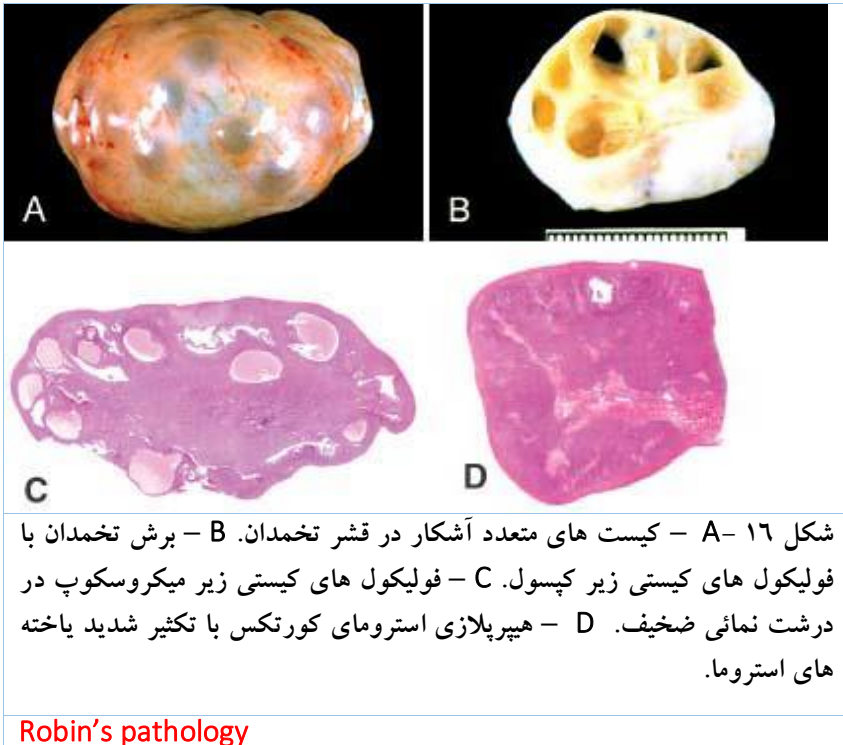 A
B
C
D
شکل ١٦ –A – کیست های متعدد آشکار در قشر تخمدان. B – برش تخمدان با
فولیکول های کیستی زیر کپسول. C – فولیکول های کیستی زیر میکروسکوپ در
درشت نمائی ضخیف. D – هیپرپلازی استرومای کورتکس با تکثیر شدید یاخته
های استروما.
Robin's pathology